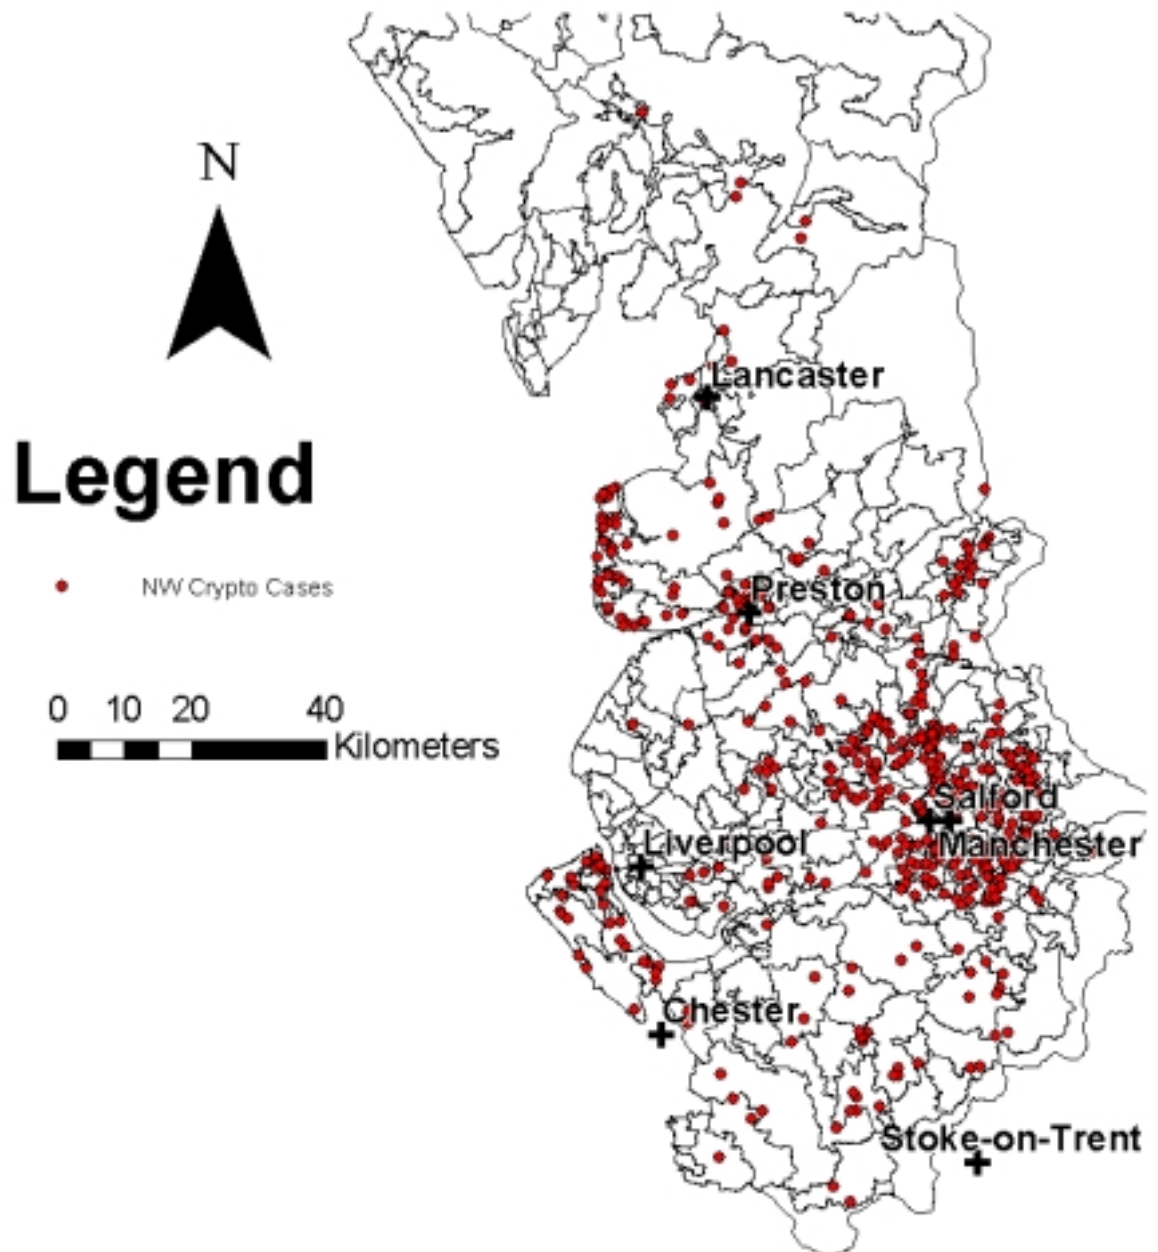 N
Lancaster
Legend
NW Crypto Cases
Preston
0 10 20 40
Kilometers
Salford
Liverpool
Manchester
Chester
Stoke-on-Trent